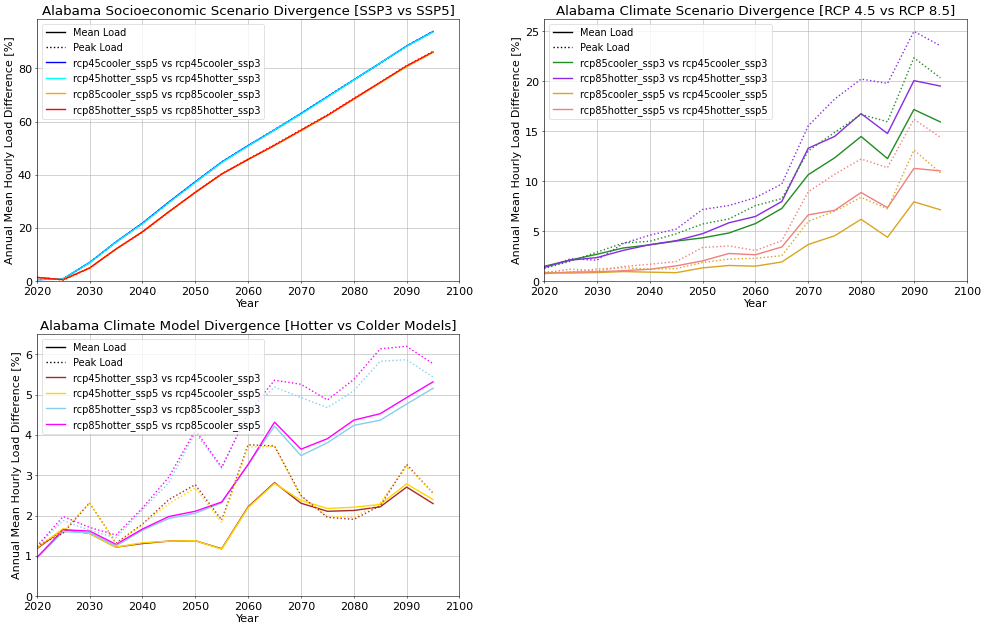 Alabama Socioeconomic Scenario Divergence [SSP3 vs SSP5]
Annual Mean Hourly Load Difference [%]
Mean Load
Peak Load
rcp45cooler_ssp5 vs rcp45cooler_ssp3
rcp45hotter_ssp5 vs rcp45hotter_ssp3
rcp85cooler_ssp5 vs rcp85cooler_ssp3
rcp85hotter_ssp5 vs rcp85hotter_ssp3
80
60
40
20
0
2020 2030 2040 2050 2060 2070 2080 2090 2100
Year
Alabama Climate Scenario Divergence [RCP 4.5 vs RCP 8.5]
Annual Mean Hourly Load Difference [%]
Mean Load
Peak Load
rcp85cooler_ssp3 vs rcp45cooler_ssp3
rcp85hotter_ssp3 vs rcp45hotter_ssp3
rcp85cooler_ssp5 vs rcp45cooler_ssp5
rcp85hotter_ssp5 vs rcp45hotter_ssp5
25
20
15
10
5
0
2020 2030 2040 2050 2060 2070 2080 2090 2100
Year
Alabama Climate Model Divergence [Hotter vs Colder Models]
Annual Mean Hourly Load Difference [%]
Mean Load
Peak Load
rcp45hotter_ssp3 vs rcp45cooler_ssp3
rcp45hotter_ssp5 vs rcp45cooler_ssp5
rcp85hotter_ssp3 vs rcp85cooler_ssp3
rcp85hotter_ssp5 vs rcp85cooler_ssp5
6
5
4
3
2
1
0
2020 2030 2040 2050 2060 2070 2080 2090 2100
Year